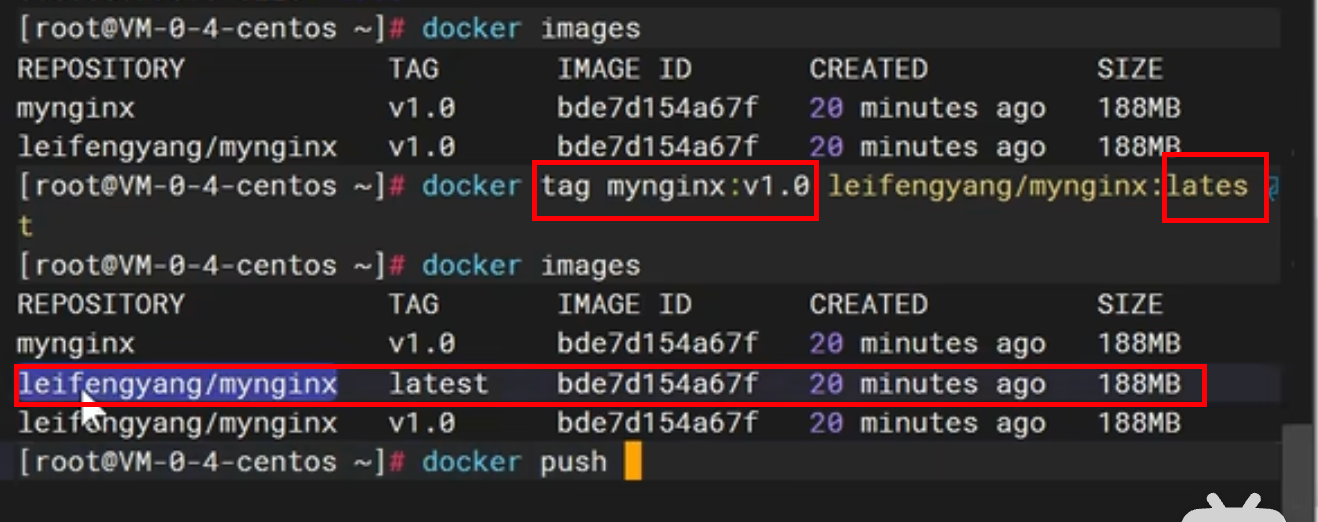 [root@VM-0-4-centos ~]# docker images
REPOSITORY TAG IMAGE ID CREATED SIZE
mynginx v1.0 bde7d154a67f 20 minutes ago 188MB
leifengyang/mynginx v1.0 bde7d154a67f 20 minutes ago 188MB
[root@VM-0-4-centos ~]# docker tag mynginx:v1.0 leifengyang/mynginx:lates
t
[root@VM-0-4-centos ~]# docker images
REPOSITORY TAG IMAGE ID CREATED SIZE
mynginx v1.0 bde7d154a67f 20 minutes ago 188MB
leifengyang/mynginx latest bde7d154a67f 20 minutes ago 188MB
leifengyang/mynginx v1.0 bde7d154a67f 20 minutes ago 188MB
[root@VM-0-4-centos ~]# docker push